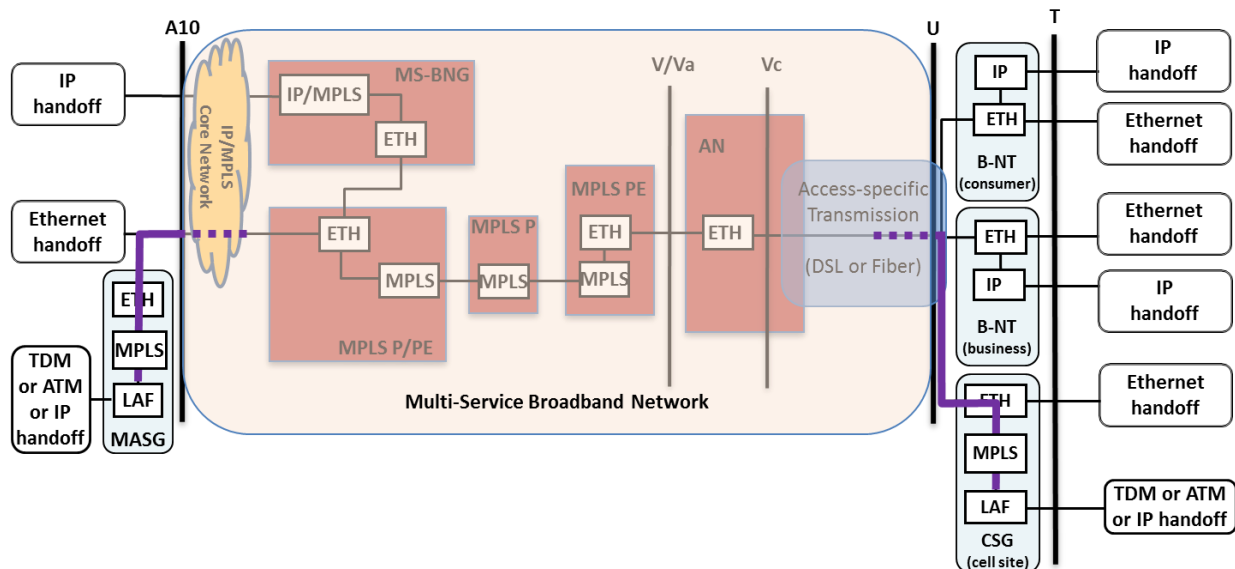 A10
U
T
IP
handoff
IP/MPLS
Core Network
MS-BNG
IP/MPLS
ETH
V/Va
Vc
AN
IP
ETH
B-NT
(consumer)
IP
handoff
Ethernet
handoff
Ethernet
handoff
ETH
MPLS
MPLS P/PE
MPLS P
MPLS
MPLS PE
ETH
MPLS
ETH
Access-specific
Transmission
(DSL or Fiber)
ETH
IP
B-NT
(business)
Ethernet
handoff
IP
handoff
ETH
MPLS
LAF
MASG
TDM
or ATM
or IP
handoff
Multi-Service Broadband Network
ETH
MPLS
LAF
CSG
(cell site)
Ethernet
handoff
TDM or ATM
or IP handoff